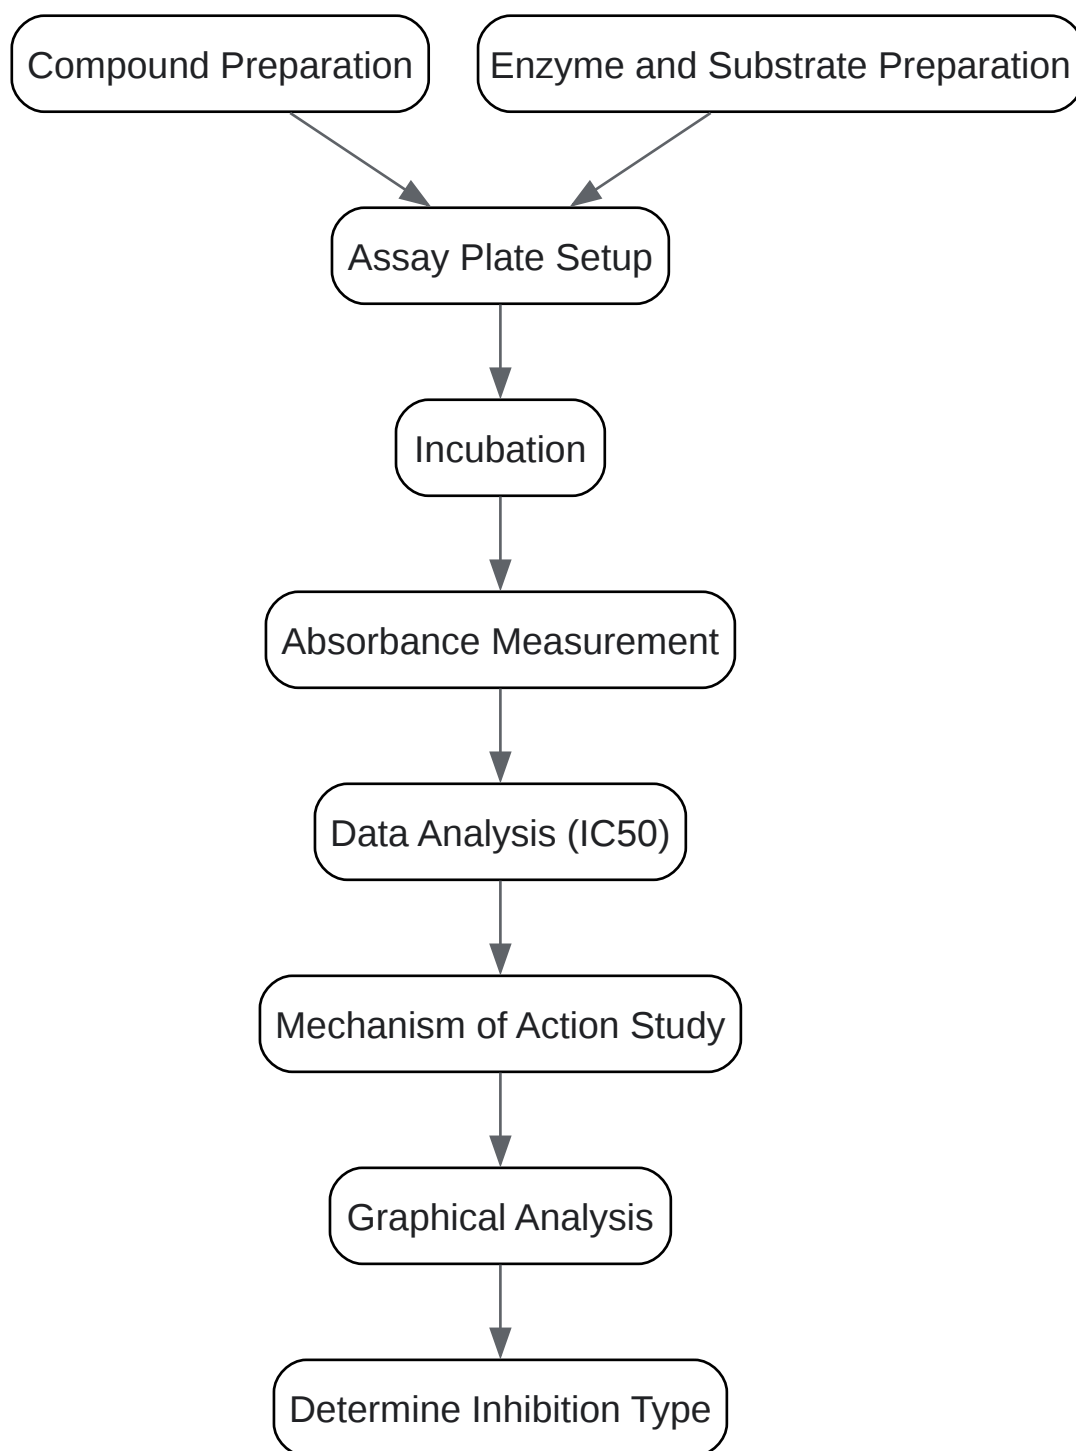 Compound Preparation
Enzyme and Substrate Preparation
Assay Plate Setup
Incubation
Absorbance Measurement
Data Analysis (IC50)
Mechanism of Action Study
Graphical Analysis
Determine Inhibition Type